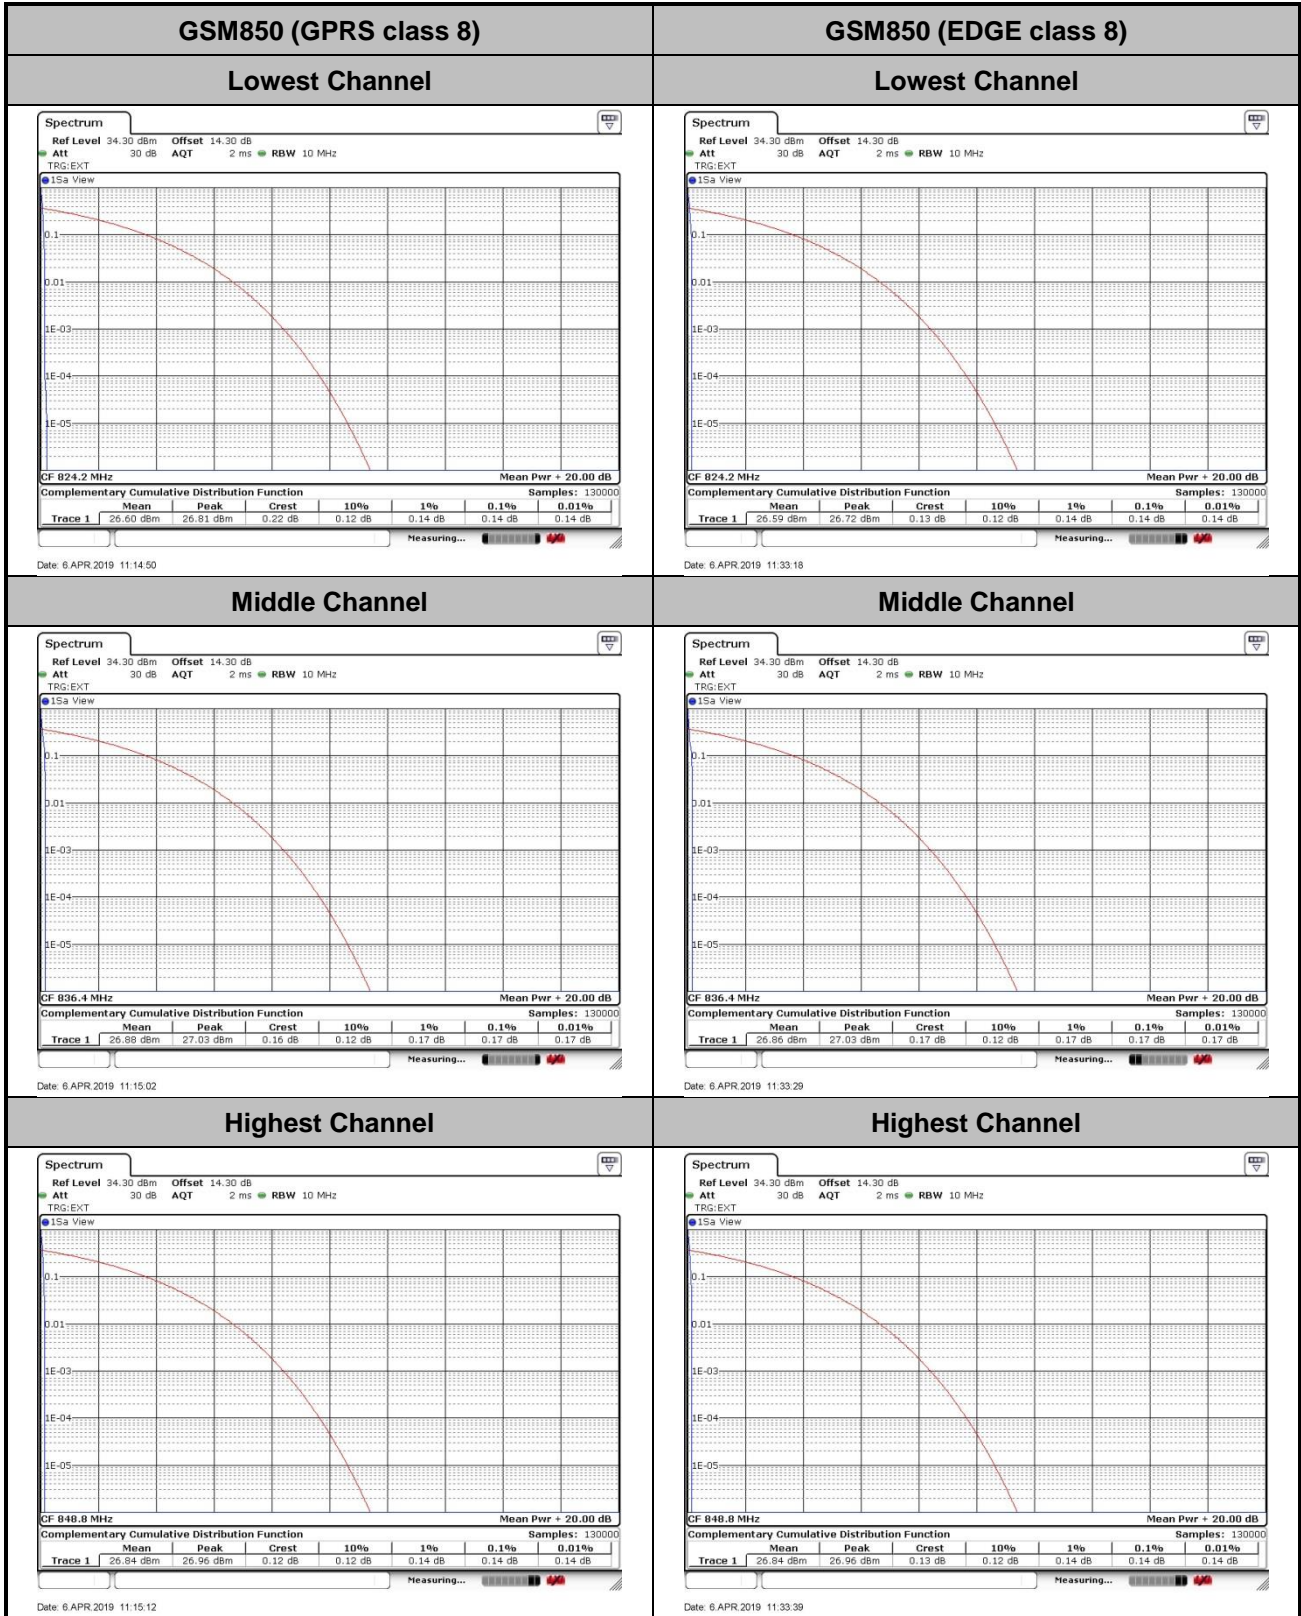 GSM850 (GPRS class 8) GSM850 (EDGE class 8)
Lowest Channel Lowest Channel
Spectrum
Ref Level 34.30 dBm Offset 14.30 dB
Att 30 dB AQT 2 ms RBW 10 MHz
TRG:EXT
1Sa View
0.1
0.01
1E-03
1E-04
1E-05
CF 824.2 MHz Mean Pwr + 20.00 dB
Complementary Cumulative Distribution Function Samples: 130000
Mean Peak Crest 10% 1% 0.1% 0.01%
Trace 1 26.60 dBm 26.81 dBm 0.22 dB 0.12 dB 0.14 dB 0.14 dB 0.14 dB
Measuring...
Date: 6.APR.2019 11:14:50
Spectrum
Ref Level 34.30 dBm Offset 14.30 dB
Att 30 dB AQT 2 ms RBW 10 MHz
TRG:EXT
1Sa View
0.1
0.01
1E-03
1E-04
1E-05
CF 824.2 MHz Mean Pwr + 20.00 dB
Complementary Cumulative Distribution Function Samples: 130000
Mean Peak Crest 10% 1% 0.1% 0.01%
Trace 1 26.59 dBm 26.72 dBm 0.13 dB 0.12 dB 0.14 dB 0.14 dB 0.14 dB
Measuring...
Date: 6.APR.2019 11:33:18
Middle Channel Middle Channel
Spectrum
Ref Level 34.30 dBm Offset 14.30 dB
Att 30 dB AQT 2 ms RBW 10 MHz
TRG:EXT
1Sa View
0.1
0.01
1E-03
1E-04
1E-05
CF 836.4 MHz Mean Pwr + 20.00 dB
Complementary Cumulative Distribution Function Samples: 130000
Mean Peak Crest 10% 1% 0.1% 0.01%
Trace 1 26.88 dBm 27.03 dBm 0.16 dB 0.12 dB 0.17 dB 0.17 dB 0.17 dB
Measuring...
Date: 6.APR.2019 11:15:02
Spectrum
Ref Level 34.30 dBm Offset 14.30 dB
Att 30 dB AQT 2 ms RBW 10 MHz
TRG:EXT
1Sa View
0.1
0.01
1E-03
1E-04
1E-05
CF 836.4 MHz Mean Pwr + 20.00 dB
Complementary Cumulative Distribution Function Samples: 130000
Mean Peak Crest 10% 1% 0.1% 0.01%
Trace 1 26.86 dBm 27.03 dBm 0.17 dB 0.12 dB 0.17 dB 0.17 dB 0.17 dB
Measuring...
Date: 6.APR.2019 11:33:29
Highest Channel Highest Channel
Spectrum
Ref Level 34.30 dBm Offset 14.30 dB
Att 30 dB AQT 2 ms RBW 10 MHz
TRG:EXT
1Sa View
0.1
0.01
1E-03
1E-04
1E-05
CF 848.8 MHz Mean Pwr + 20.00 dB
Complementary Cumulative Distribution Function Samples: 130000
Mean Peak Crest 10% 1% 0.1% 0.01%
Trace 1 26.84 dBm 26.96 dBm 0.12 dB 0.12 dB 0.14 dB 0.14 dB 0.14 dB
Measuring...
Date: 6.APR.2019 11:15:12
Spectrum
Ref Level 34.30 dBm Offset 14.30 dB
Att 30 dB AQT 2 ms RBW 10 MHz
TRG:EXT
1Sa View
0.1
0.01
1E-03
1E-04
1E-05
CF 848.8 MHz Mean Pwr + 20.00 dB
Complementary Cumulative Distribution Function Samples: 130000
Mean Peak Crest 10% 1% 0.1% 0.01%
Trace 1 26.84 dBm 26.96 dBm 0.13 dB 0.12 dB 0.14 dB 0.14 dB 0.14 dB
Measuring...
Date: 6.APR.2019 11:33:39